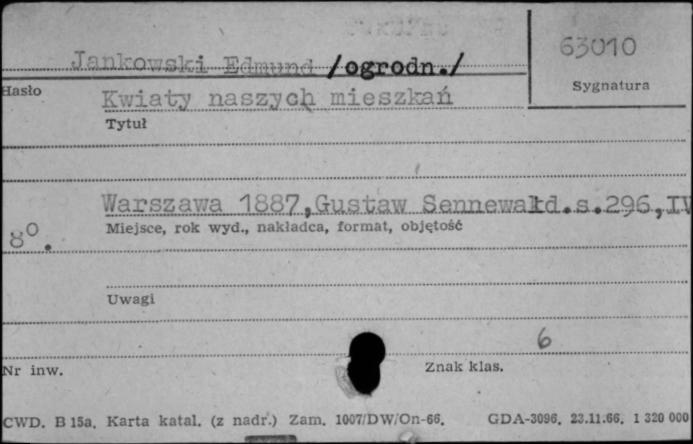 63010
Jankowski Edmund /ogrodn./
Hasło
Sygnatura
Kwiaty naszych mieszkań
Tytuł
Warszawa 1887,Gustaw Sennewald.s.296,IV
8°.
Miejsce, rok wyd., nakładca, format, objętość
Uwagi
6
Nr inw.
Znak klas.
CWD. B 15a. Karta katal. (z nadr.) Zam. 1007/DW/On-66. GDA-3096. 23.11.66. 1 320 000